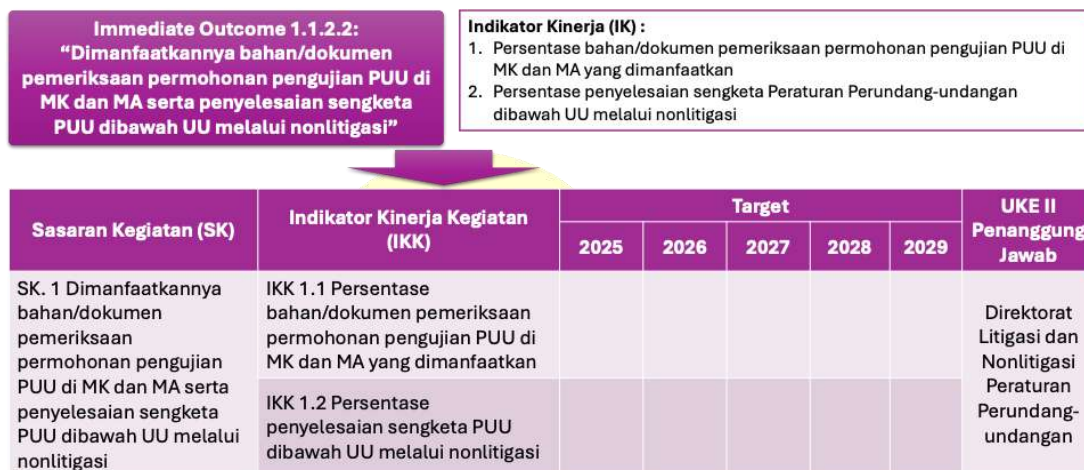 Immediate Outcome 1.1.2.2:
“Dimanfaatkannya bahan/dokumen
pemeriksaan permohonan pengujian PUU di
MK dan MA serta penyelesaian sengketa
PUU dibawah UU melalui nonlitigasi”
Indikator Kinerja (IK) :
1. Persentase bahan/dokumen pemeriksaan permohonan pengujian PUU di
MK dan MA yang dimanfaatkan
2. Persentase penyelesaian sengketa Peraturan Perundang-undangan
dibawah UU melalui nonlitigasi
Sasaran Kegiatan (SK)
Indikator Kinerja Kegiatan
(IKK)
Target
2025 2026 2027 2028 2029
UKE II
Penanggung
Jawab
SK. 1 Dimanfaatkannya
bahan/dokumen
pemeriksaan
permohonan pengujian
PUU di MK dan MA serta
penyelesaian sengketa
PUU dibawah UU melalui
nonlitigasi
IKK 1.1 Persentase
bahan/dokumen pemeriksaan
permohonan pengujian PUU di
MK dan MA yang dimanfaatkan
IKK 1.2 Persentase
penyelesaian sengketa PUU
dibawah UU melalui nonlitigasi
Direktorat
Litigasi dan
Nonlitigasi
Peraturan
Perundang-
undangan